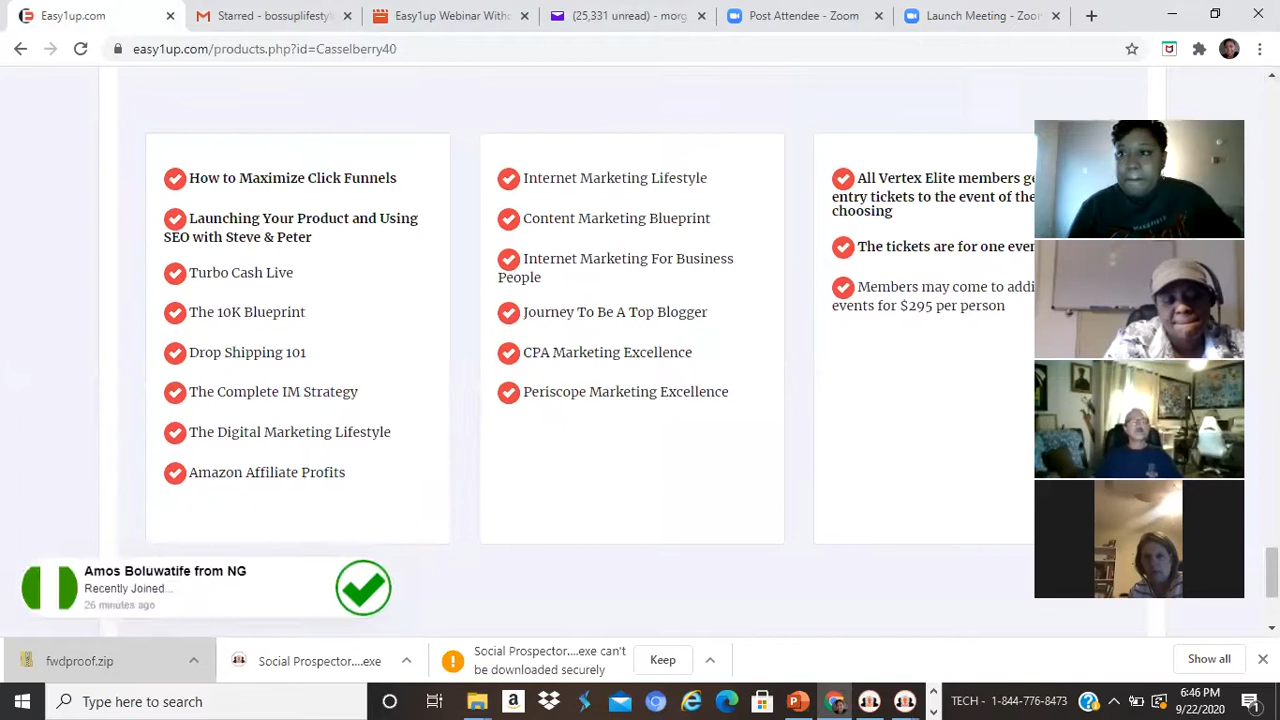 Easy1up.com
Starred - bossuplifesty
Easy1up Webinar Witho
(25,331 unread) - morg
Post Attendee - Zoom
Launch Meeting - Zoo
easy1up.com/products.php?id=Casselberry40
How to Maximize Click Funnels
Launching Your Product and Using
SEO with Steve & Peter
Turbo Cash Live
The 10K Blueprint
Drop Shipping 101
The Complete IM Strategy
The Digital Marketing Lifestyle
Amazon Affiliate Profits
Internet Marketing Lifestyle
Content Marketing Blueprint
Internet Marketing For Business
People
Journey To Be A Top Blogger
CPA Marketing Excellence
Periscope Marketing Excellence
All Vertex Elite members ge
entry tickets to the event of the
choosing
The tickets are for one even
Members may come to addi
events for $295 per person
Amos Boluwatife from NG
Recently Joined...
26 minutes ago
fwdproof.zip
Social Prospector....exe
Social Prospector....exe can't
be downloaded securely
Keep
Show all
Type here to search
TECH - 1-844-776-8473
6:46 PM
9/22/2020